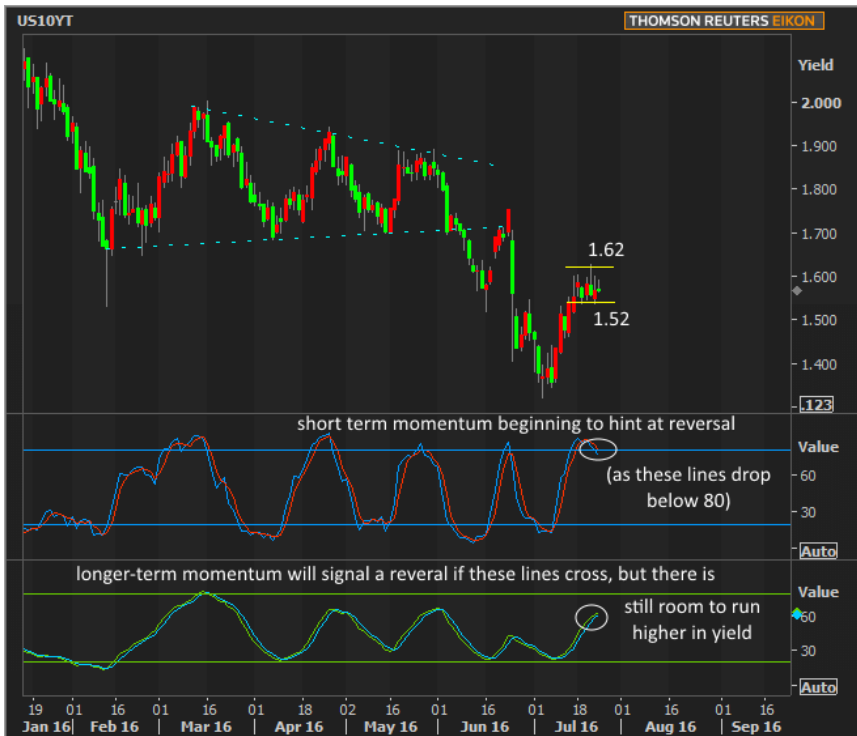 US10YT
THOMSON REUTERS EIKON
Yield
2.000
1.900
1.800
1.700
1.600
1.500
1.400
.123
1.62
1.52
short term momentum beginning to hint at reversal
(as these lines drop
below 80)
Value
60
30
Auto
longer-term momentum will signal a reveral if these lines cross, but there is
still room to run
higher in yield
Value
60
30
Auto
19 01 16 01 16 01 18 02 16 01 16 01 18 01 16 01 16
Jan 16 Feb 16 Mar 16 Apr 16 May 16 Jun 16 Jul 16 Aug 16 Sep 16